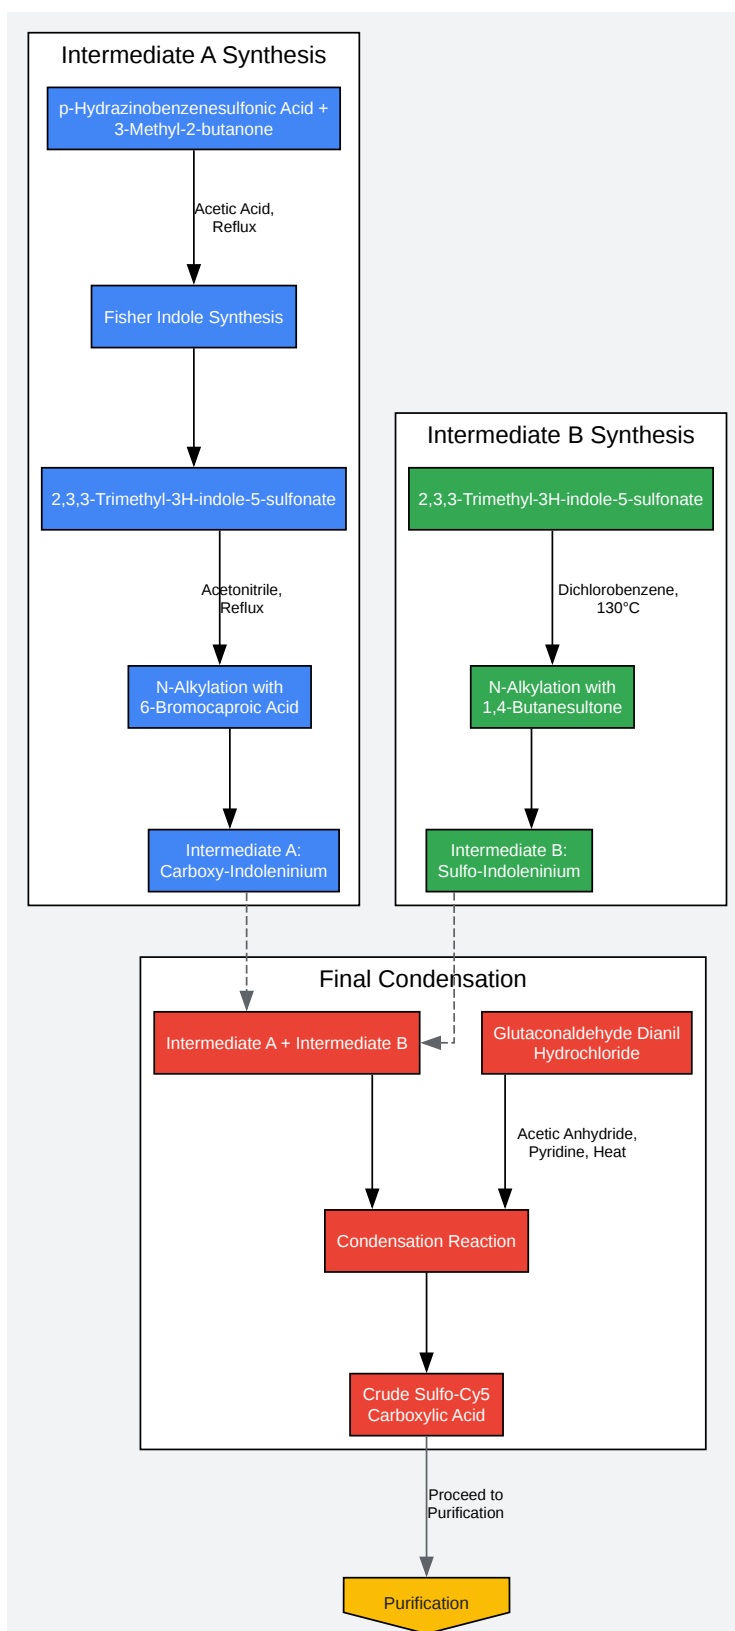 Intermediate A Synthesis
p-Hydrazinobenzenesulfonic Acid +
3-Methyl-2-butanone
Acetic Acid,
Reflux
Fisher Indole Synthesis
2,3,3-Trimethyl-3H-indole-5-sulfonate
Acetonitrile,
Reflux
N-Alkylation with
6-Bromocaproic Acid
Intermediate A:
Carboxy-Indoleninium
Intermediate B Synthesis
2,3,3-Trimethyl-3H-indole-5-sulfonate
Dichlorobenzene,
130°C
N-Alkylation with
1,4-Butanesultone
Intermediate B:
Sulfo-Indoleninium
Final Condensation
Intermediate A + Intermediate B
Glutaconaldehyde Dianil
Hydrochloride
Acetic Anhydride,
Pyridine, Heat
Condensation Reaction
Crude Sulfo-Cy5
Carboxylic Acid
Proceed to
Purification
Purification